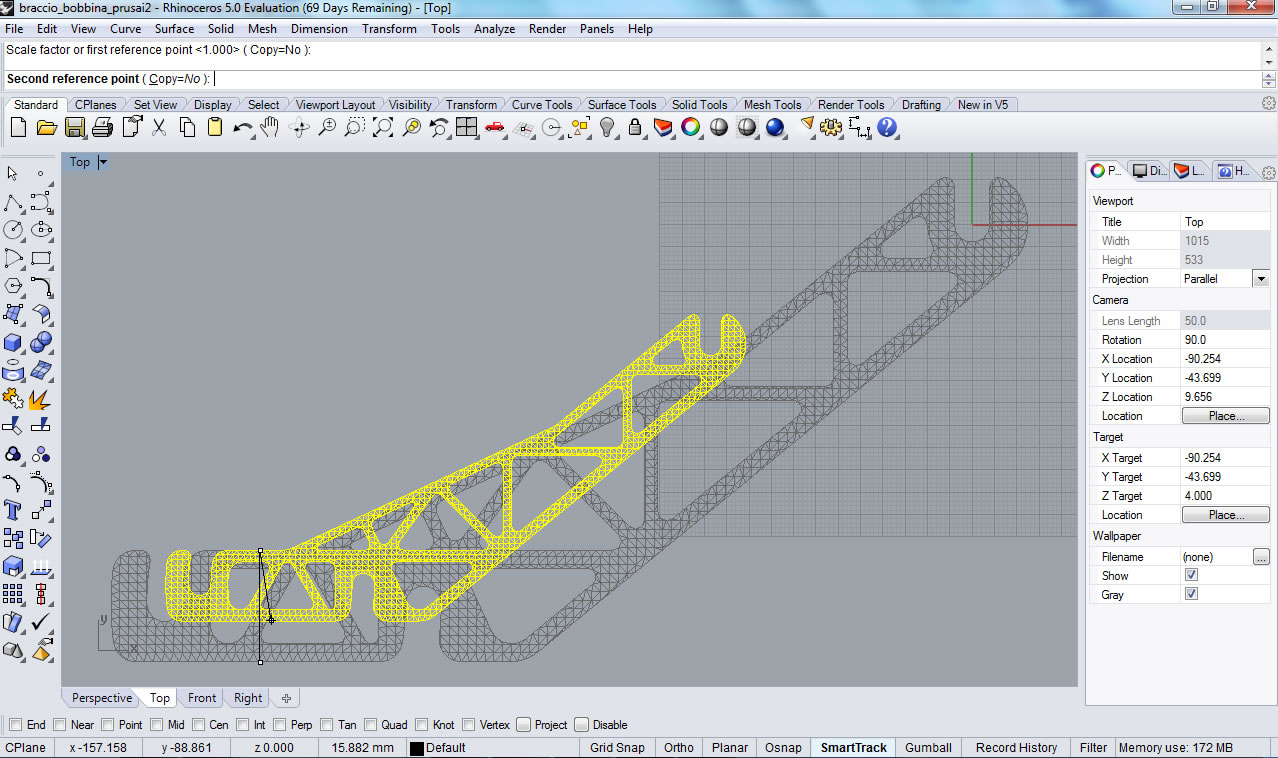 braccio_bobbina_prusai2 - Rhinoceros 5.0 Evaluation (69 Days Remaining) - [Top]
File Edit View Curve Surface Solid Mesh Dimension Transform Tools Analyze Render Panels Help
Scale factor or first reference point <1.000> ( Copy=No ):
Second reference point ( Copy=No ):
Standard CPlanes Set View Display Select Viewport Layout Visibility Transform Curve Tools Surface Tools Solid Tools Mesh Tools Render Tools Drafting New in V5
Top
P... Di... L... H...
Viewport
Title Top
Width 1015
Height 533
Projection Parallel
Camera
Lens Length 50.0
Rotation 90.0
X Location -90.254
Y Location -43.699
Z Location 9.656
Location Place...
Target
X Target -90.254
Y Target -43.699
Z Target 4.000
Location Place...
Wallpaper
Filename (none) ...
Show
Gray
y
x
Perspective Top Front Right
End Near Point Mid Cen Int Perp Tan Quad Knot Vertex Project Disable
CPlane x -157.158 y -88.861 z 0.000 15.882 mm Default Grid Snap Ortho Planar Osnap SmartTrack Gumball Record History Filter Memory use: 172 MB